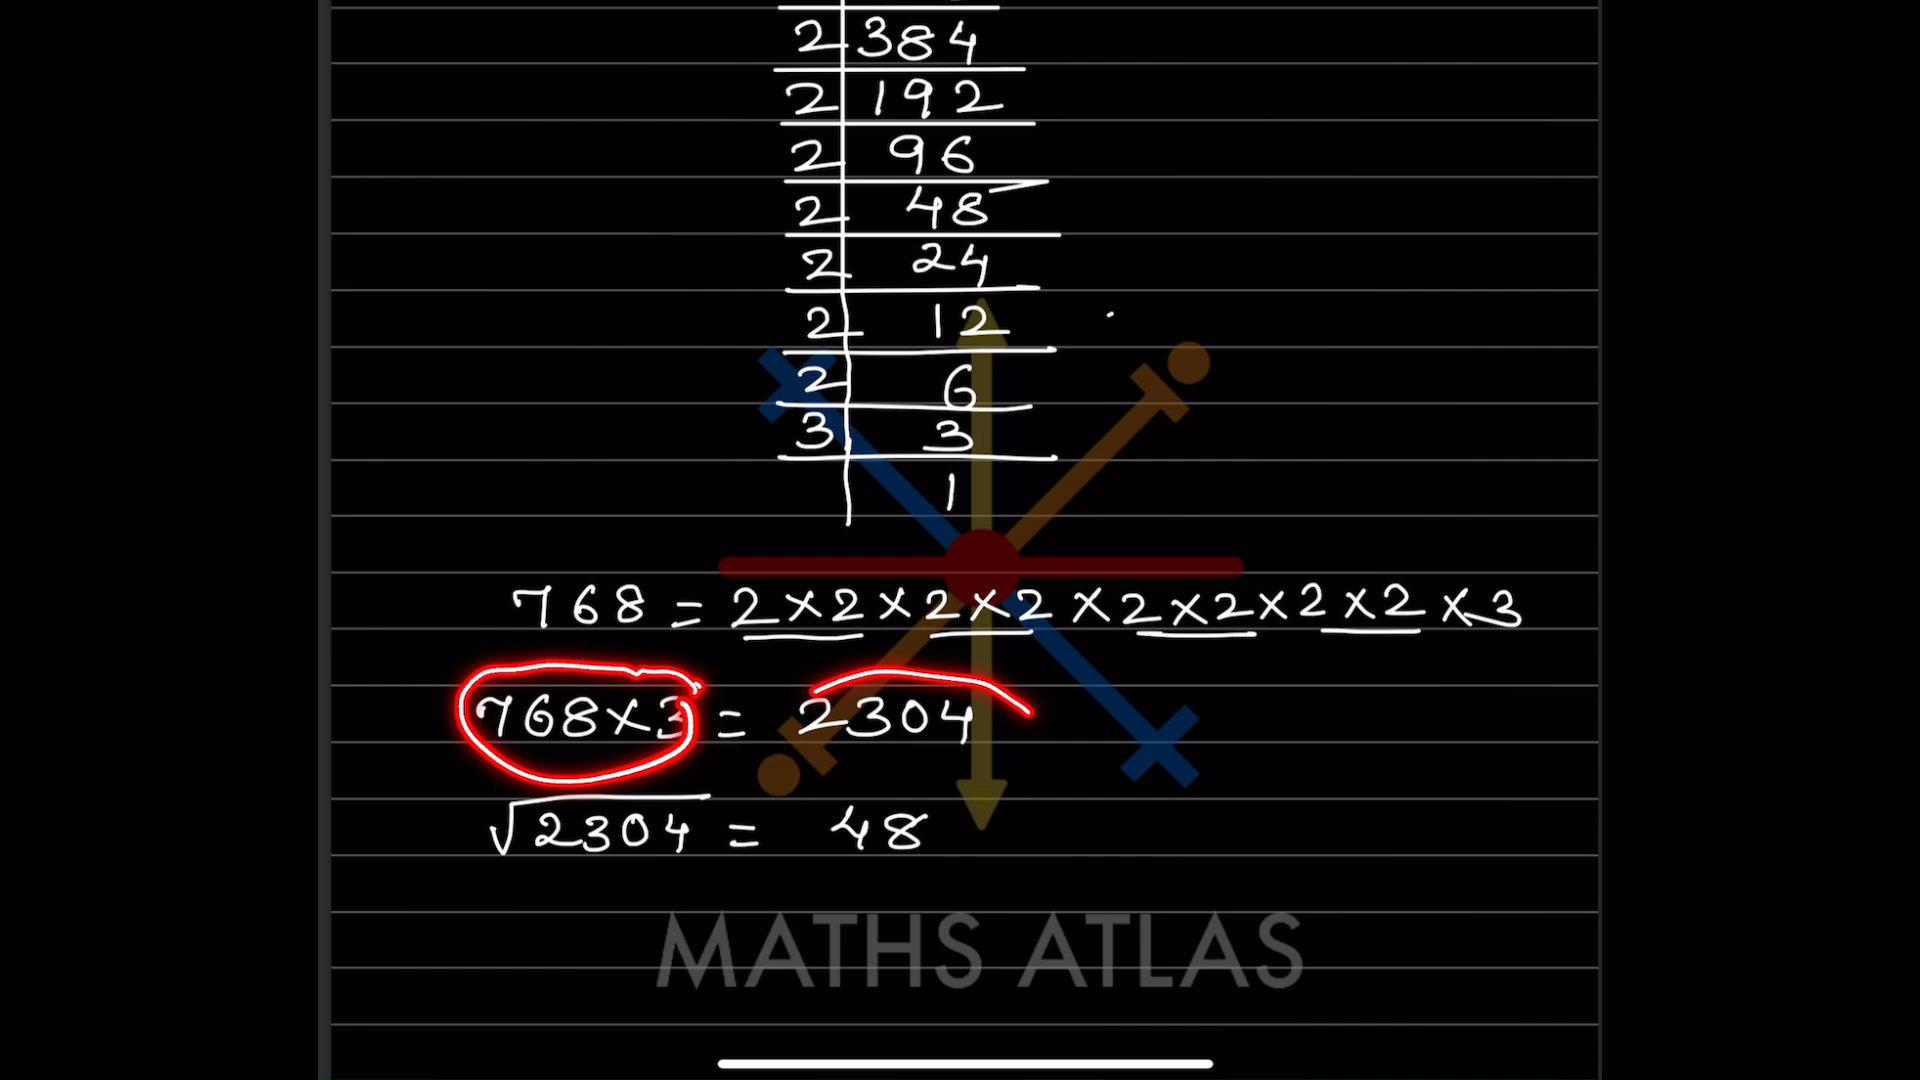 2 384
2 192
2 96
2 48
2 24
2 12
2 6
3 3
1
768 = 2×2×2×2×2×2×2×2×3
768×3 = 2304
√2304 = 48
MATHS ATLAS